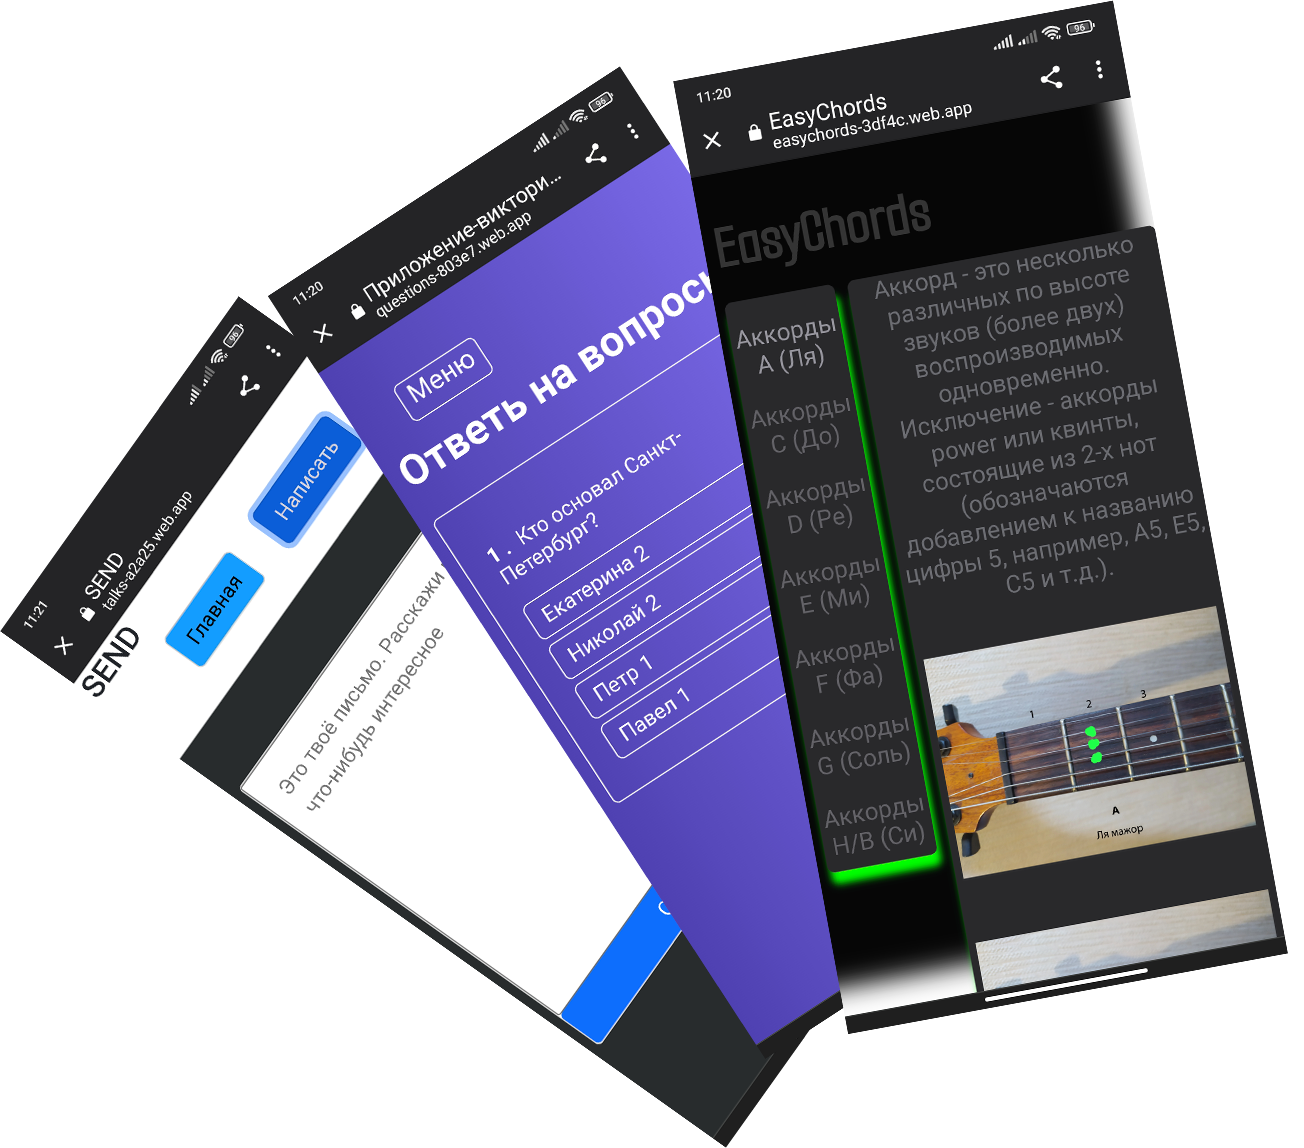 11:21
96
SEND
talks-a2a25.web.app
SEND
Главная
Написать
Это твоё письмо. Расскажи
что-нибудь интересное
11:20
96
Приложение-виктори...
questions-803e7.web.app
Меню
Ответь на вопросы
1. Кто основал Санкт-
Петербург?
Екатерина 2
Николай 2
Петр 1
Павел 1
11:20
96
EasyChords
easychords-3df4c.web.app
EasyChords
Аккорды
A (Ля)
Аккорды
C (До)
Аккорды
D (Ре)
Аккорды
E (Ми)
Аккорды
F (Фа)
Аккорды
G (Соль)
Аккорды
H/B (Си)
Аккорд - это несколько
различных по высоте
звуков (более двух)
воспроизводимых
одновременно.
Исключение - аккорды
power или квинты,
состоящие из 2-х нот
(обозначаются
добавлением к названию
цифры 5, например, A5, E5,
C5 и т.д.).
1 2 3
A
Ля мажор